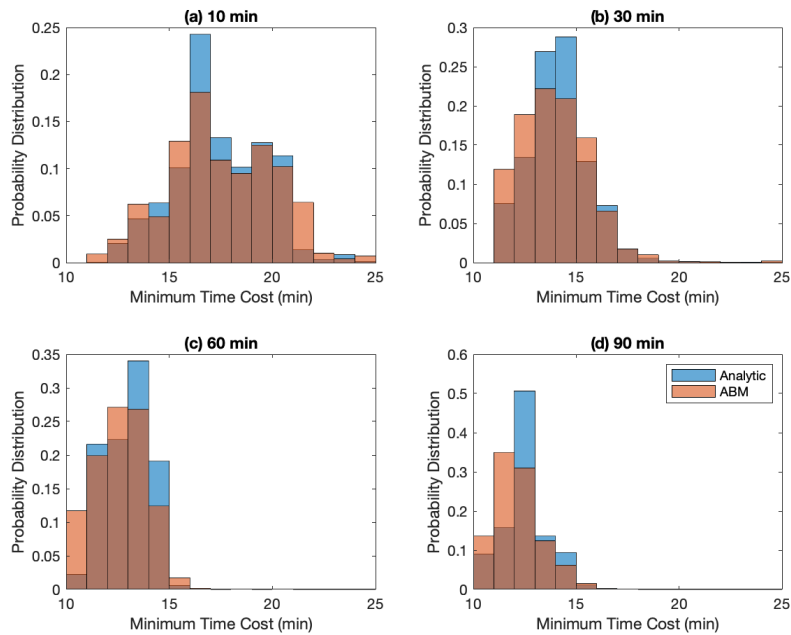 (a) 10 min
0.25
0.2
0.15
0.1
0.05
0
10 15 20 25
Probability Distribution
Minimum Time Cost (min)
(b) 30 min
0.3
0.25
0.2
0.15
0.1
0.05
0
10 15 20 25
Probability Distribution
Minimum Time Cost (min)
(c) 60 min
0.35
0.3
0.25
0.2
0.15
0.1
0.05
0
10 15 20 25
Probability Distribution
Minimum Time Cost (min)
(d) 90 min
0.6
0.5
0.4
0.3
0.2
0.1
0
10 15 20 25
Probability Distribution
Minimum Time Cost (min)
Analytic
ABM